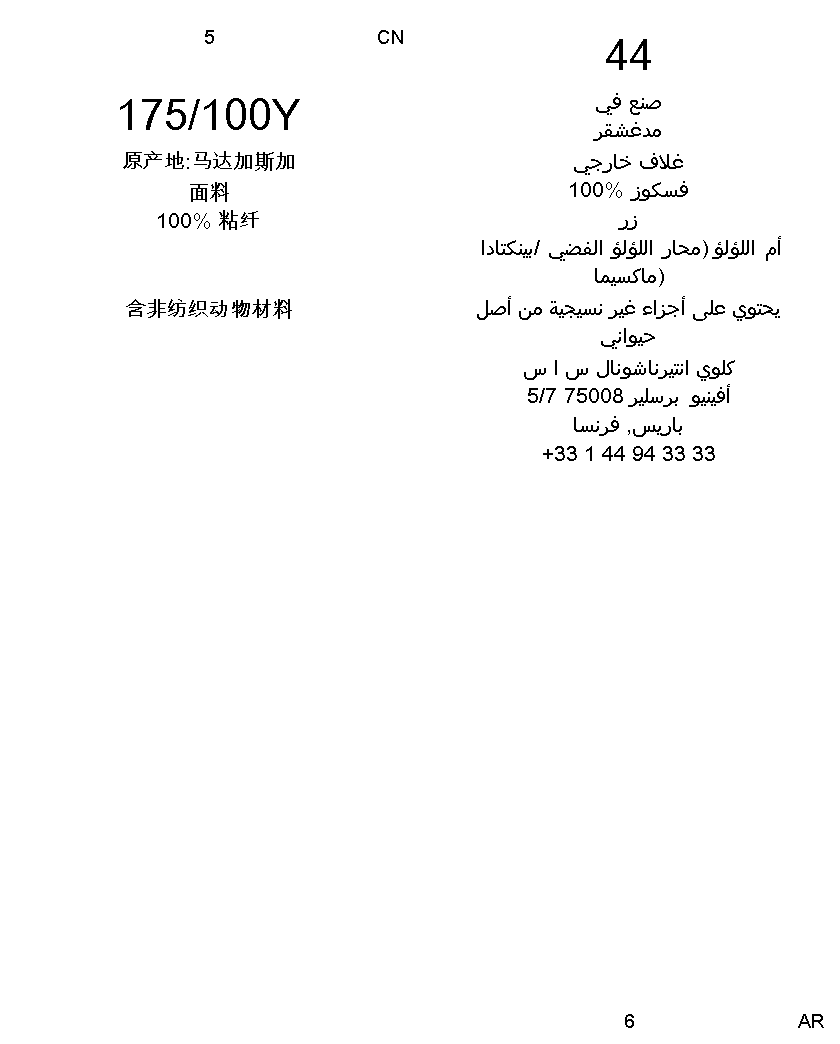 5
CN
175/100Y
原产地:马达加斯加
面料
100% 粘纤
含非纺织动物材料
44
صنع في
مدغشقر
غلاف خارجي
فسكوز %100
زر
أم اللؤلؤ (محار اللؤلؤ الفضي /بينكتادا
ماكسيما)
يحتوي على أجزاء غير نسيجية من أصل
حيواني
كلوي انتيرناشونال س ا س
أفينيو برسلير 75008 5/7
باريس, فرنسا
+33 1 44 94 33 33
6
AR